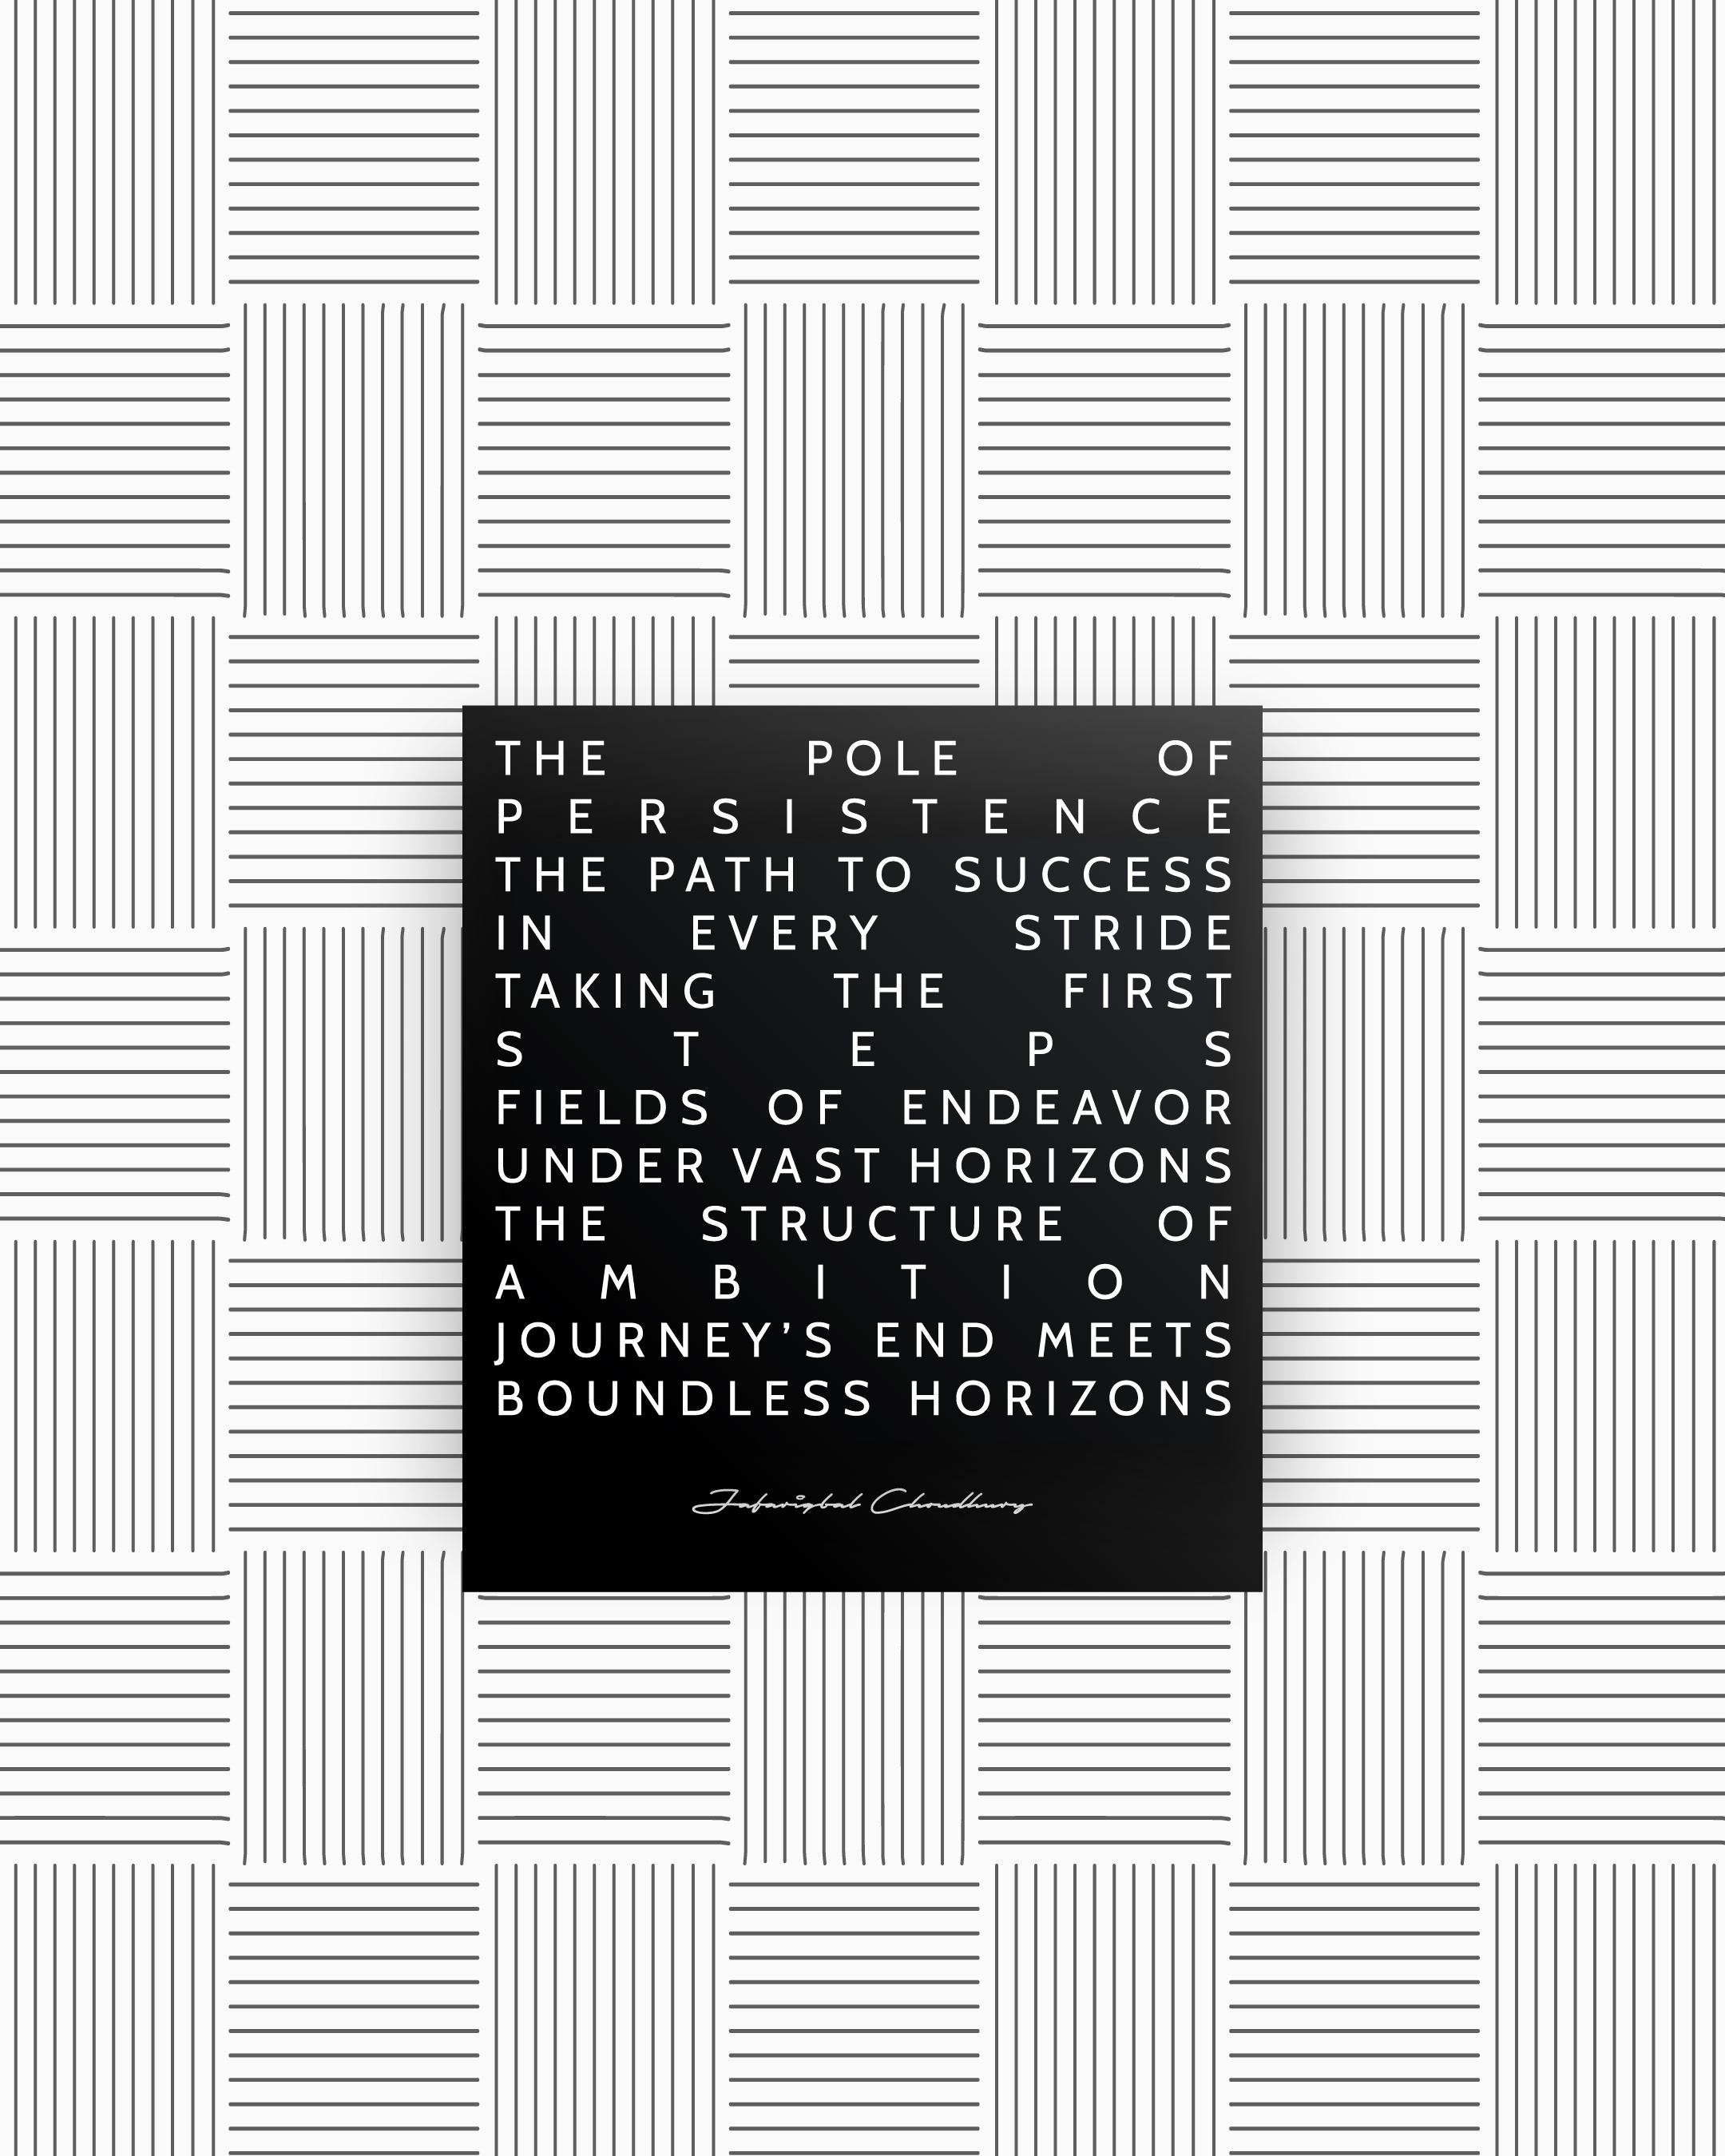 THE POLE OF
PERSISTENCE
THE PATH TO SUCCESS
IN EVERY STRIDE
TAKING THE FIRST
STEPS
FIELDS OF ENDEAVOR
UNDER VAST HORIZONS
THE STRUCTURE OF
AMBITION
JOURNEY’S END MEETS
BOUNDLESS HORIZONS
Jafariqbal Choudhury